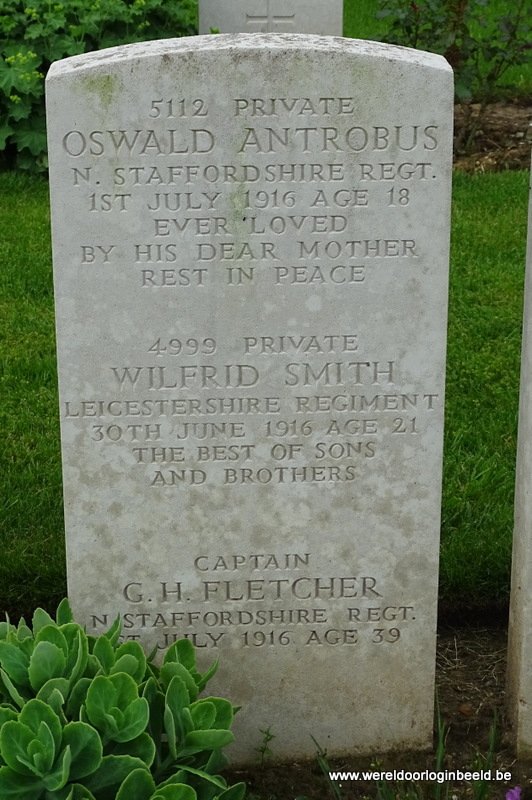 5112 PRIVATE
OSWALD ANTROBUS
N. STAFFORDSHIRE REGT.
1ST JULY 1916 AGE 18
EVER LOVED
BY HIS DEAR MOTHER
REST IN PEACE
4999 PRIVATE
WILFRID SMITH
LEICESTERSHIRE REGIMENT
30TH JUNE 1916 AGE 21
THE BEST OF SONS
AND BROTHERS
CAPTAIN
G. H. FLETCHER
N. STAFFORDSHIRE REGT.
1ST JULY 1916 AGE 39
www.wereldoorloginbeeld.be